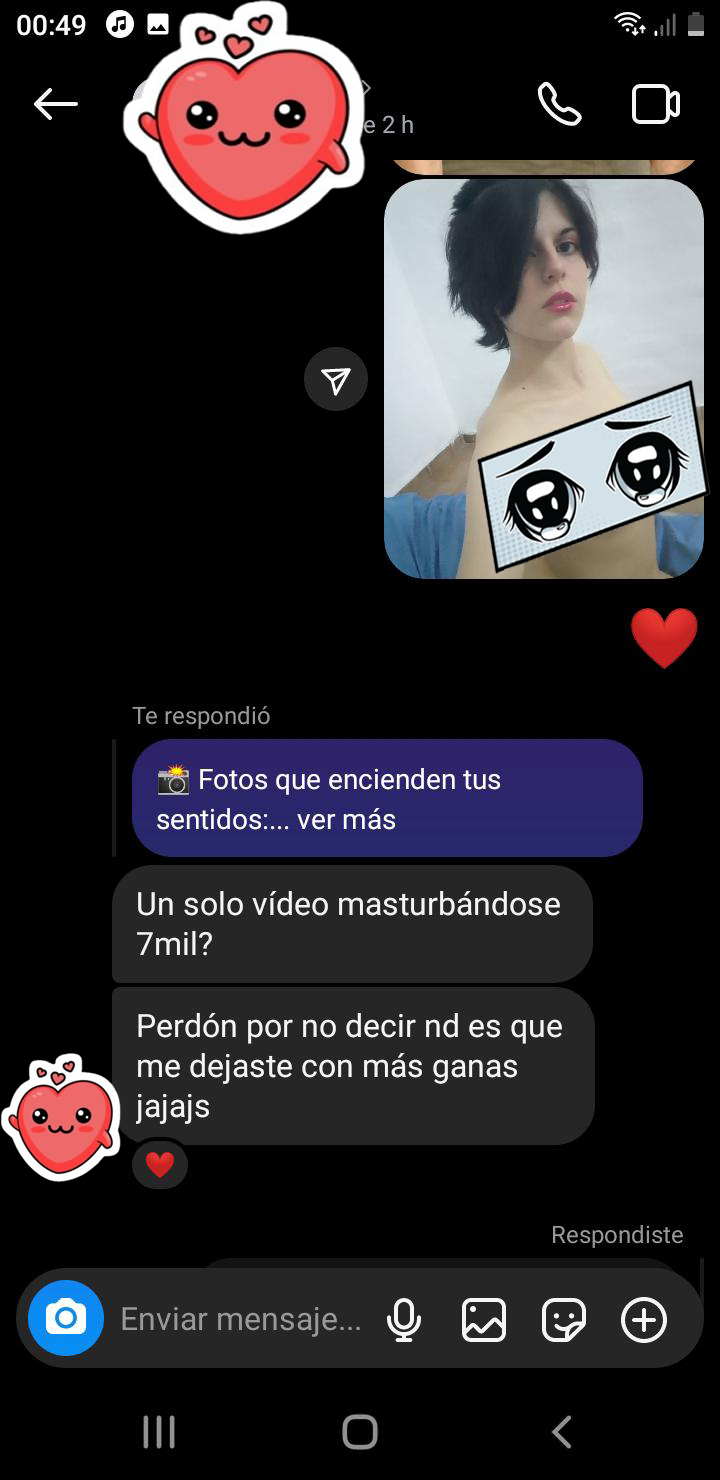 00:49
e 2 h
Te respondió
📸 Fotos que encienden tus
sentidos:... ver más
Un solo vídeo masturbándose
7mil?
Perdón por no decir nd es que
me dejaste con más ganas
jajajs
Respondiste
Enviar mensaje...